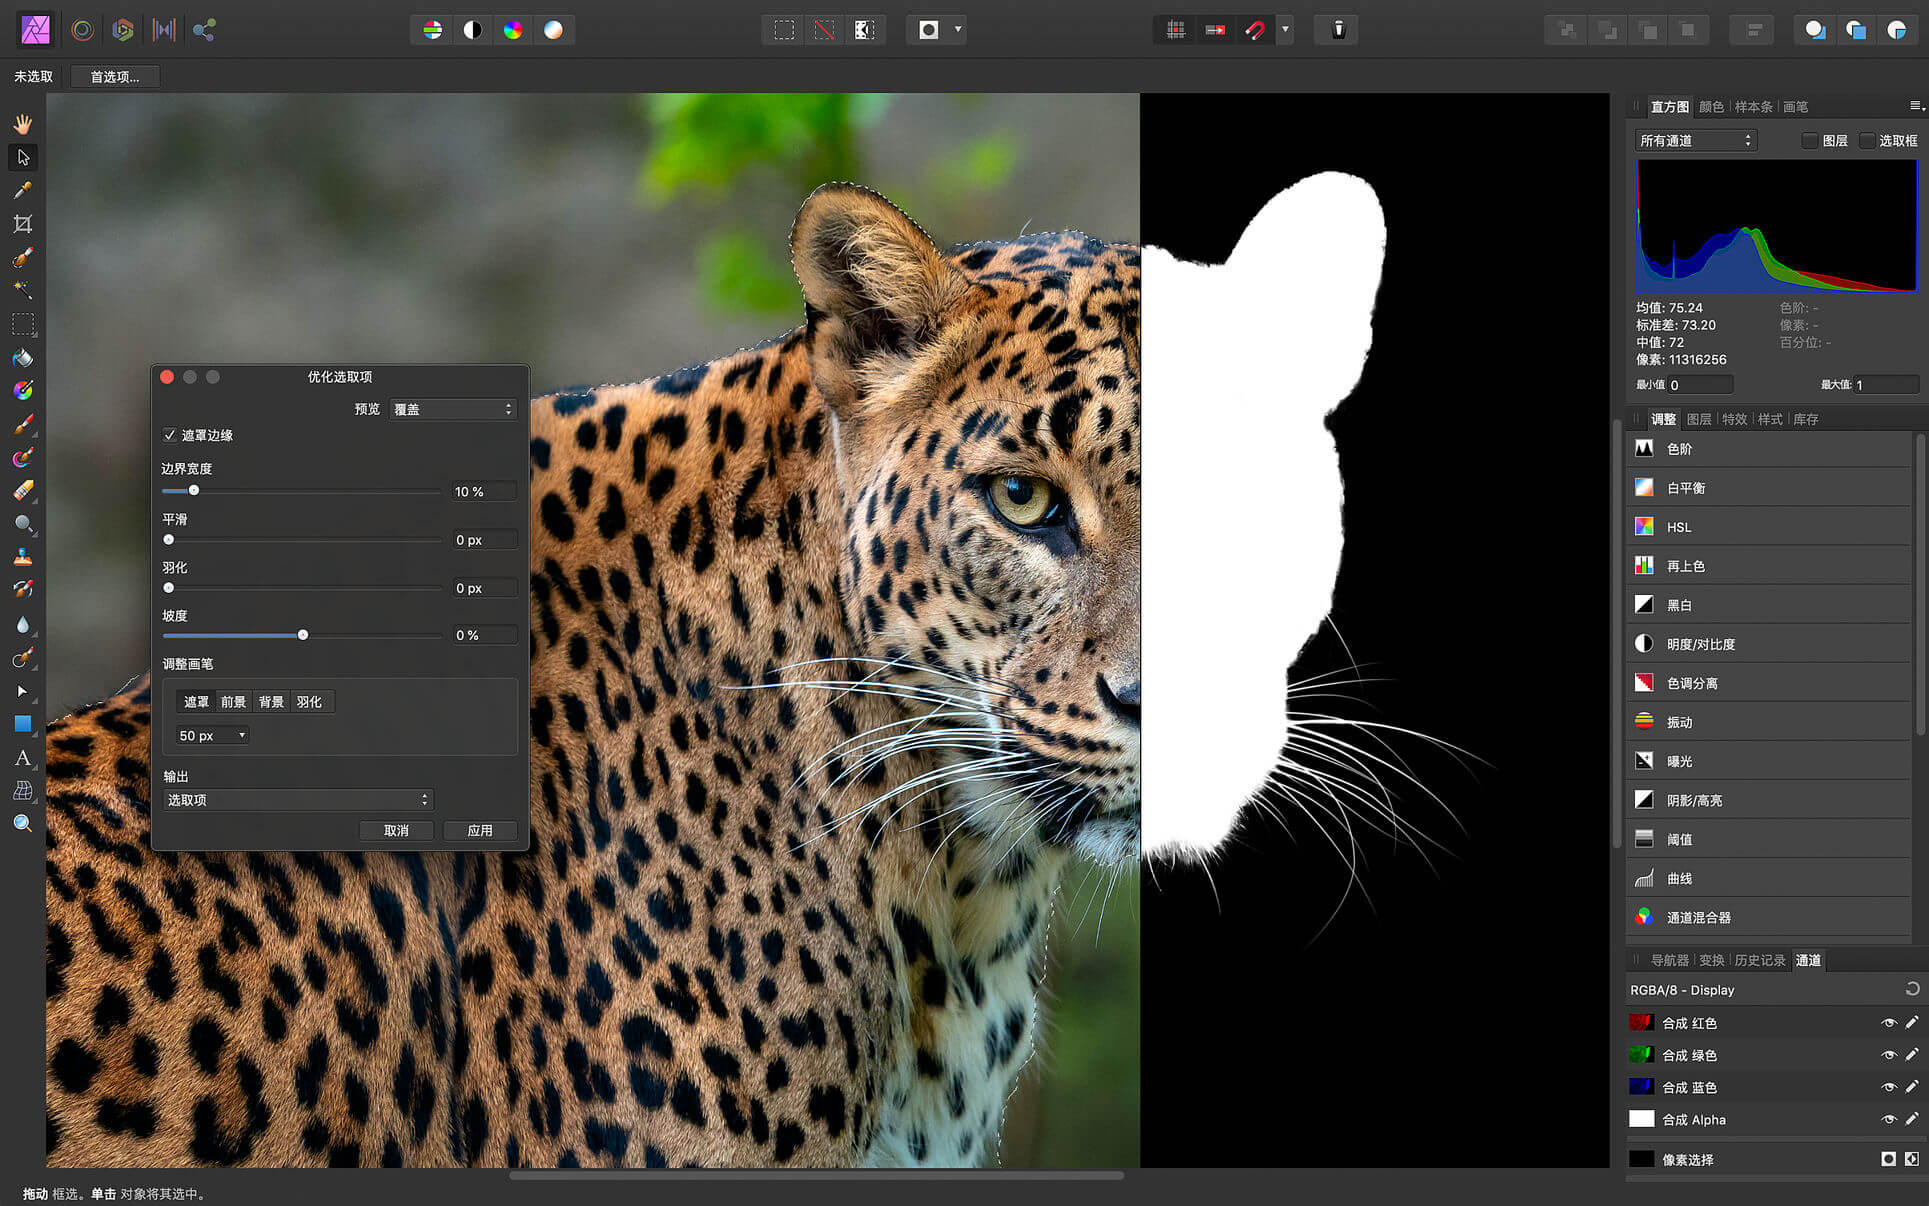 未选取
首选项...
优化选取项
预览 覆盖
遮罩边缘
边界宽度
10 %
平滑
0 px
羽化
0 px
坡度
0 %
调整画笔
遮罩 前景 背景 羽化
50 px
输出
选取项
取消 应用
直方图 颜色 样本条 画笔
所有通道 图层 选取框
均值: 75.24 色阶: -
标准差: 73.20 像素: -
中值: 72 百分位: -
像素: 11316256
最小值 0 最大值: 1
调整 图层 特效 样式 库存
色阶
白平衡
HSL
再上色
黑白
明度/对比度
色调分离
振动
曝光
阴影/高亮
阈值
曲线
通道混合器
导航器 变换 历史记录 通道
RGBA/8 - Display
合成 红色
合成 绿色
合成 蓝色
合成 Alpha
像素选择
拖动 框选。单击 对象将其选中。